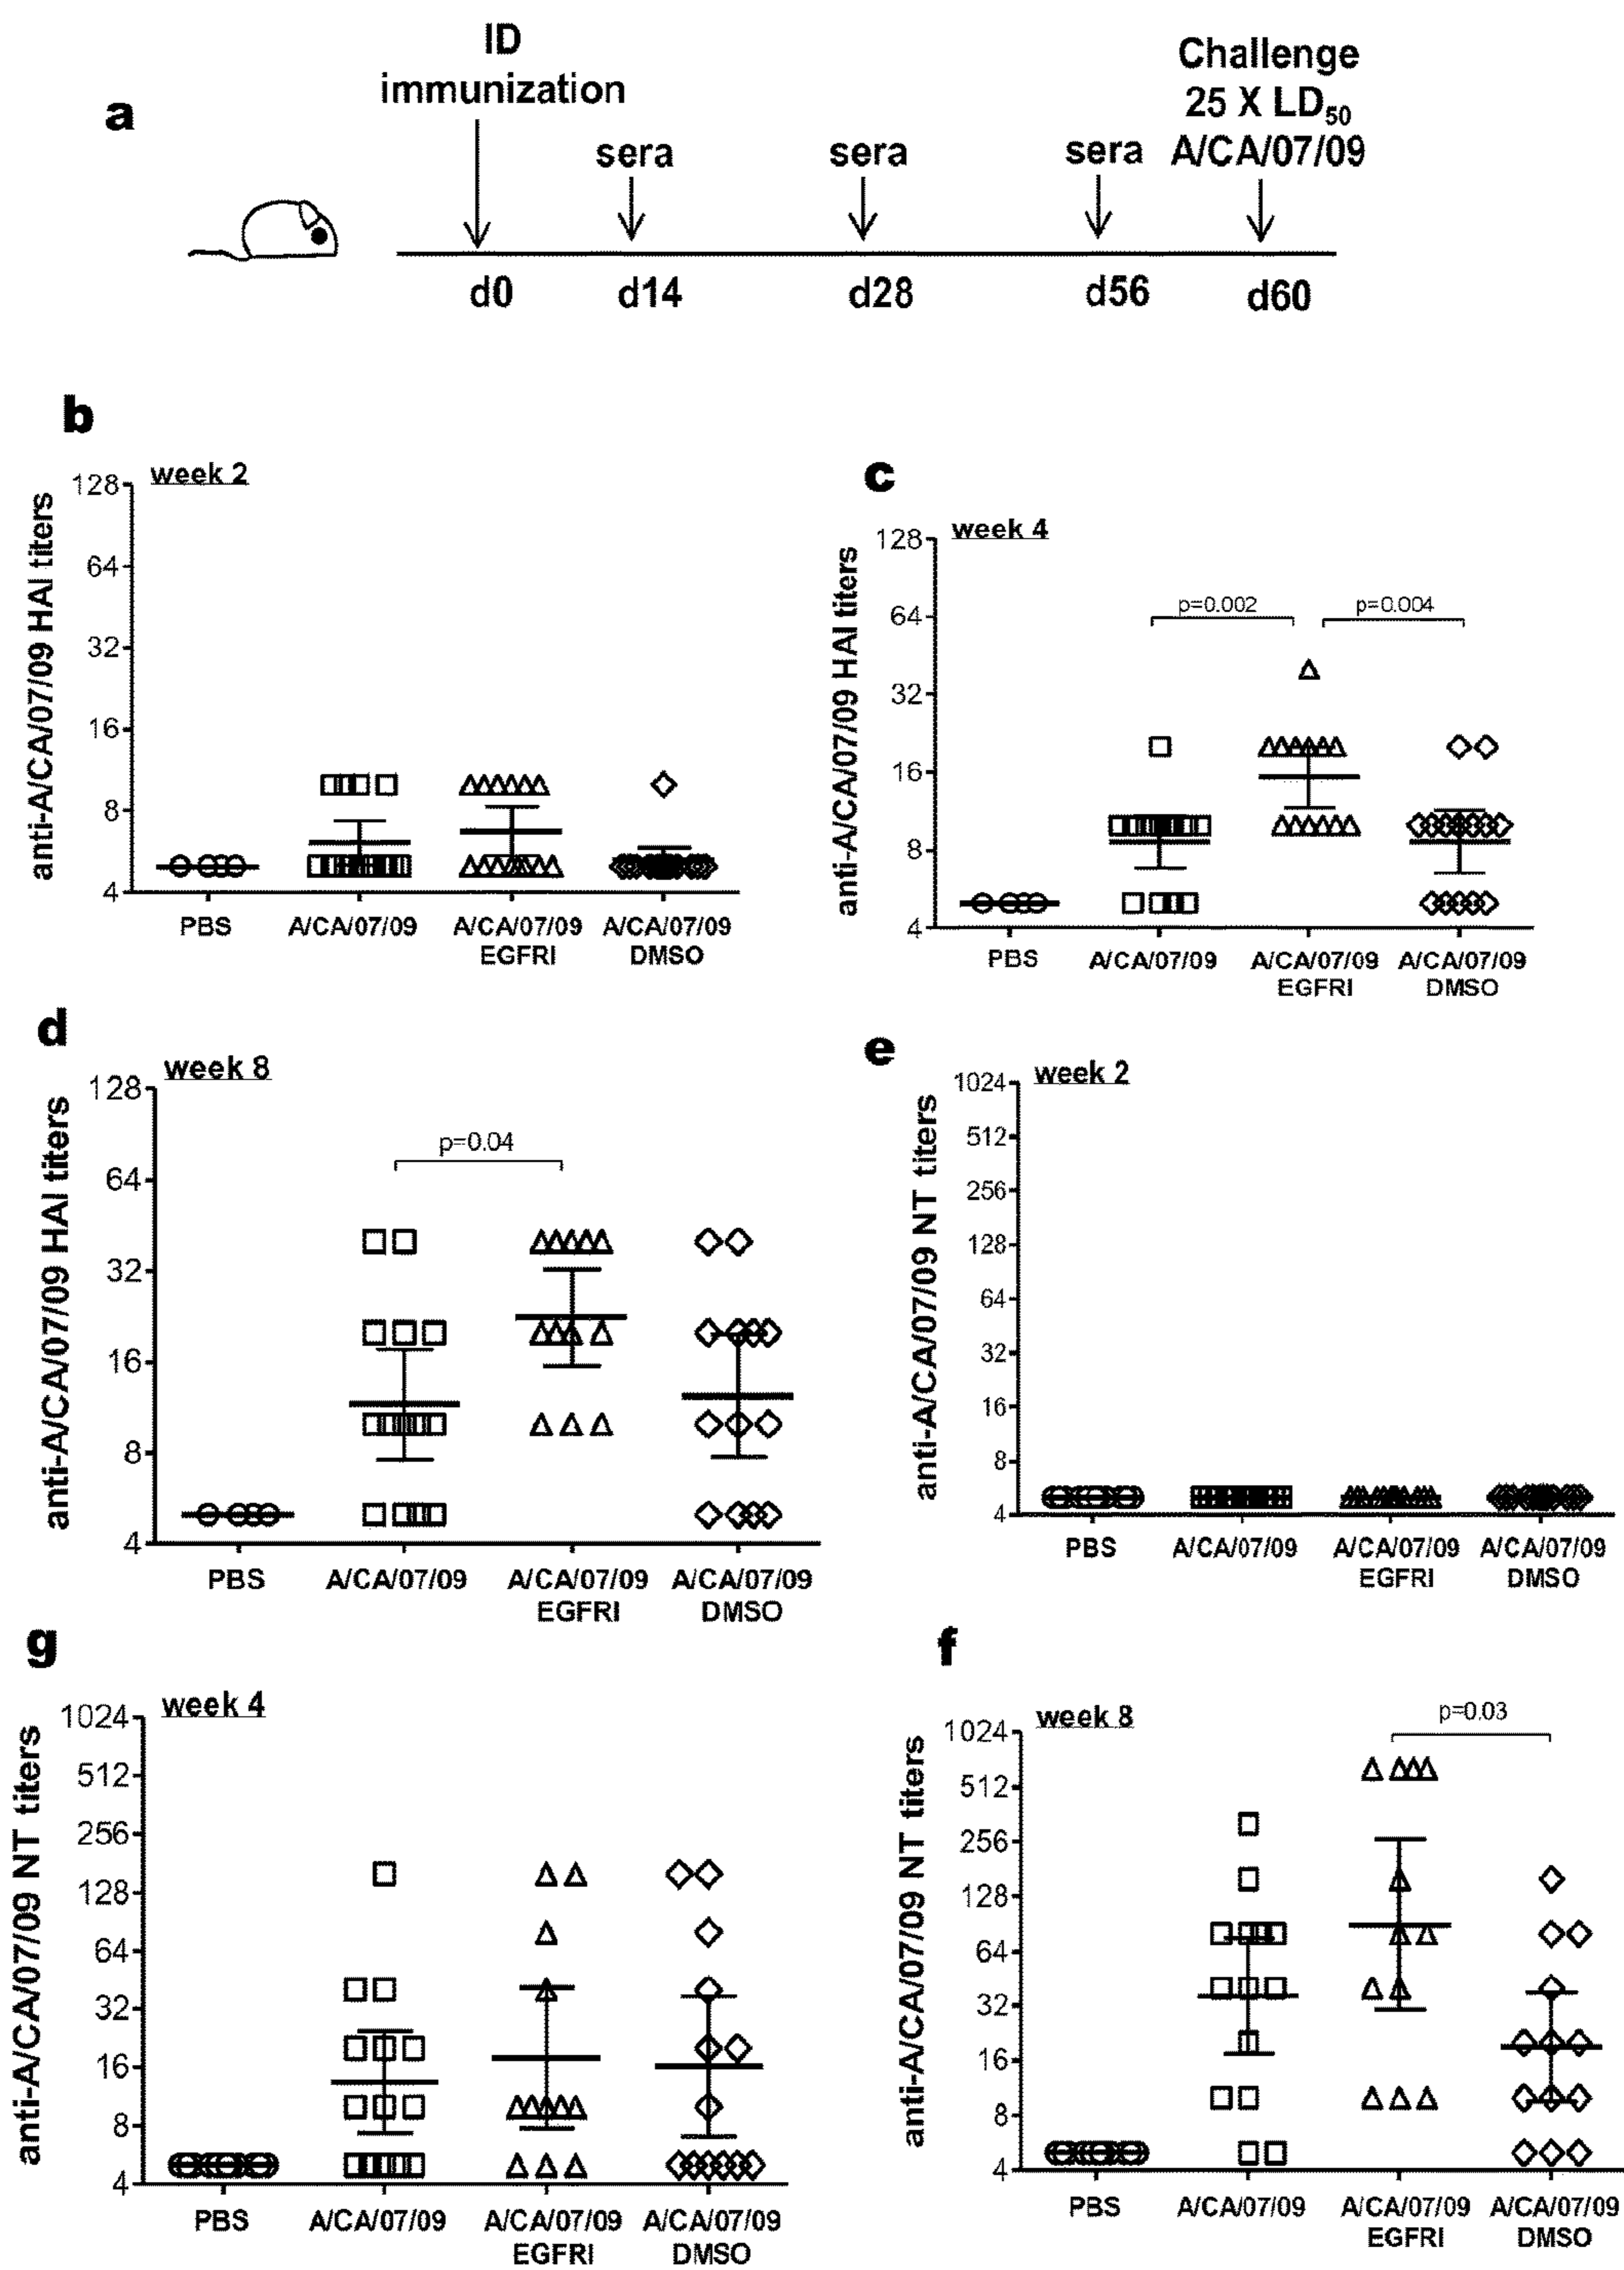 a
ID
immunization
sera
sera
sera
Challenge
25 X LD50
A/CA/07/09
d0
d14
d28
d56
d60
b
week 2
anti-A/CA/07/09 HAI titers
128
64
32
16
8
4
PBS
A/CA/07/09
A/CA/07/09
EGFRI
A/CA/07/09
DMSO
c
week 4
anti-A/CA/07/09 HAI titers
128
64
32
16
8
4
p=0.002
p=0.004
PBS
A/CA/07/09
A/CA/07/09
EGFRI
A/CA/07/09
DMSO
d
week 8
anti-A/CA/07/09 HAI titers
128
64
32
16
8
4
p=0.04
PBS
A/CA/07/09
A/CA/07/09
EGFRI
A/CA/07/09
DMSO
e
week 2
anti-A/CA/07/09 NT titers
1024
512
256
128
64
32
16
8
4
PBS
A/CA/07/09
A/CA/07/09
EGFRI
A/CA/07/09
DMSO
g
week 4
anti-A/CA/07/09 NT titers
1024
512
256
128
64
32
16
8
4
PBS
A/CA/07/09
A/CA/07/09
EGFRI
A/CA/07/09
DMSO
f
week 8
anti-A/CA/07/09 NT titers
1024
512
256
128
64
32
16
8
4
p=0.03
PBS
A/CA/07/09
A/CA/07/09
EGFRI
A/CA/07/09
DMSO